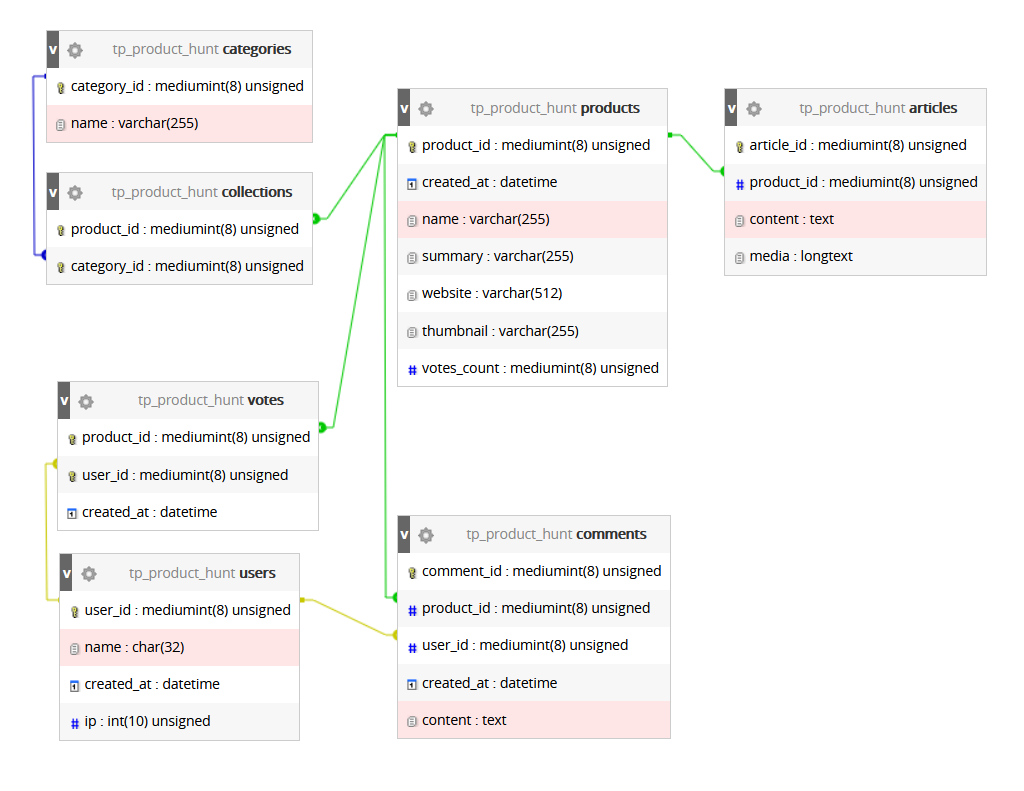 v tp_product_hunt categories
category_id : mediumint(8) unsigned
name : varchar(255)
v tp_product_hunt collections
product_id : mediumint(8) unsigned
category_id : mediumint(8) unsigned
v tp_product_hunt products
product_id : mediumint(8) unsigned
created_at : datetime
name : varchar(255)
summary : varchar(255)
website : varchar(512)
thumbnail : varchar(255)
# votes_count : mediumint(8) unsigned
v tp_product_hunt articles
article_id : mediumint(8) unsigned
# product_id : mediumint(8) unsigned
content : text
media : longtext
v tp_product_hunt votes
product_id : mediumint(8) unsigned
user_id : mediumint(8) unsigned
created_at : datetime
v tp_product_hunt users
user_id : mediumint(8) unsigned
name : char(32)
created_at : datetime
# ip : int(10) unsigned
v tp_product_hunt comments
comment_id : mediumint(8) unsigned
# product_id : mediumint(8) unsigned
# user_id : mediumint(8) unsigned
created_at : datetime
content : text